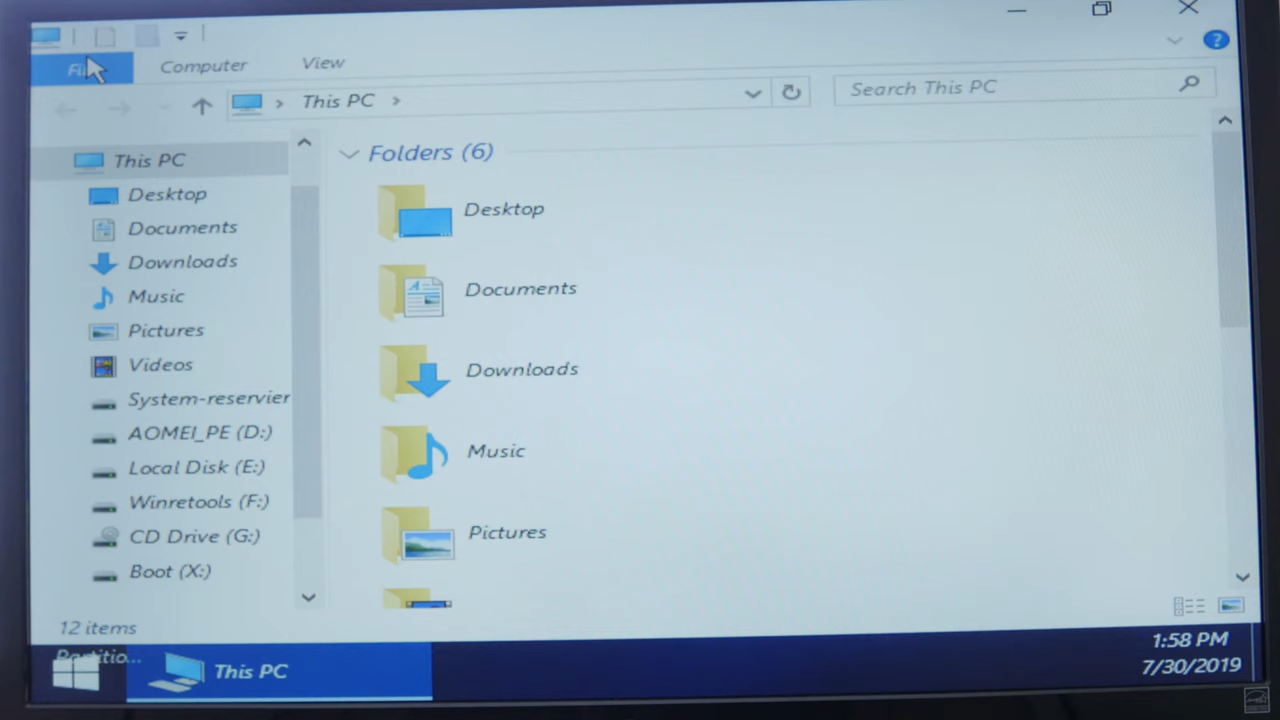 File
Computer
View
This PC
Search This PC
This PC
Desktop
Documents
Downloads
Music
Pictures
Videos
System-reservier
AOMEI_PE (D:)
Local Disk (E:)
Winretools (F:)
CD Drive (G:)
Boot (X:)
Folders (6)
Desktop
Documents
Downloads
Music
Pictures
12 items
Partitio...
This PC
1:58 PM
7/30/2019